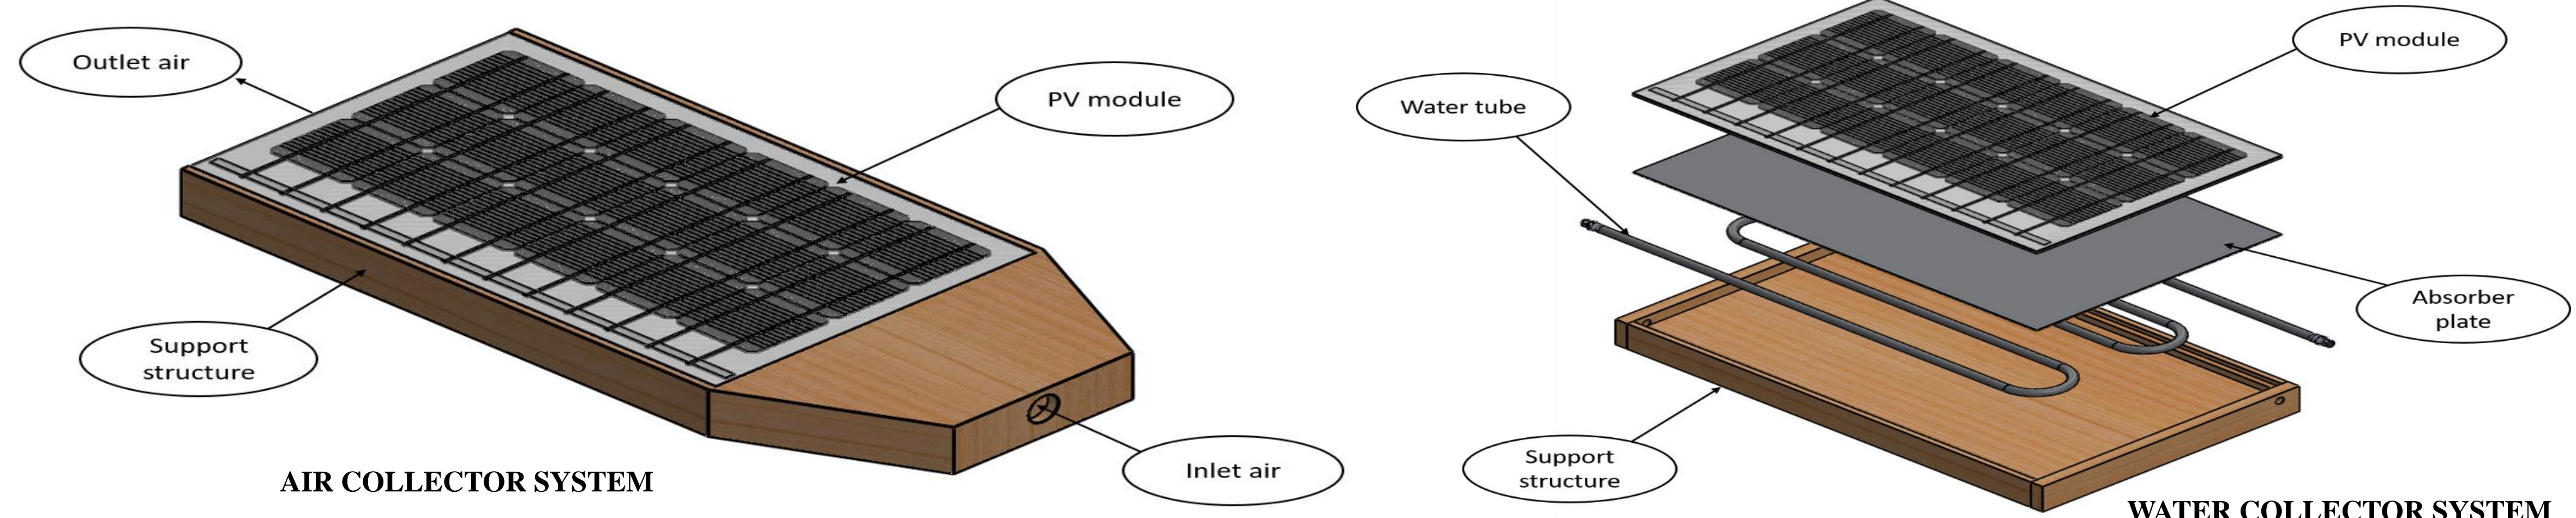 Outlet air
PV module
Support
structure
Inlet air
AIR COLLECTOR SYSTEM
PV module
Water tube
Absorber
plate
Support
structure
WATER COLLECTOR SYSTEM